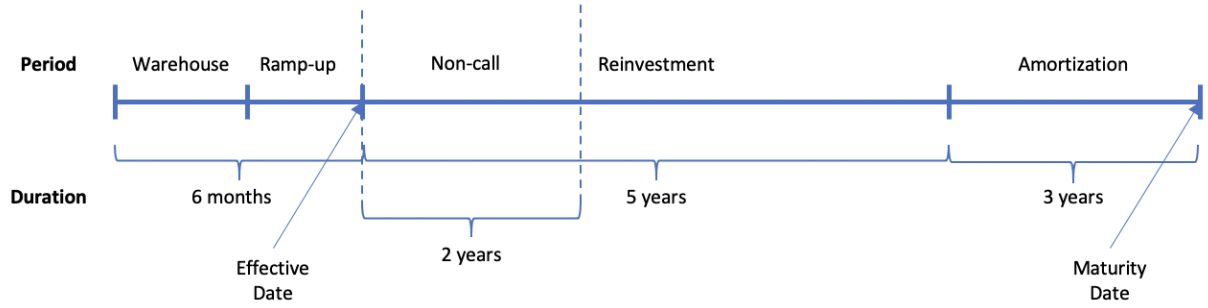 Period Warehouse Ramp-up Non-call Reinvestment Amortization
Duration 6 months 5 years 3 years
2 years
Effective Maturity
Date Date